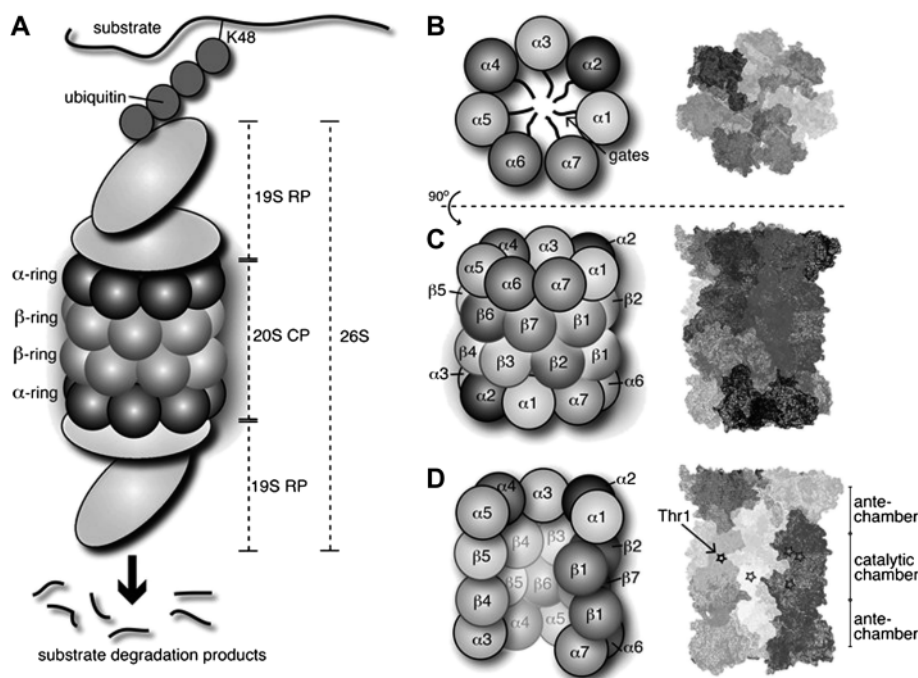 A
substrate
K48
ubiquitin
19S RP
α-ring
β-ring
20S CP
26S
β-ring
α-ring
19S RP
substrate degradation products
B
α3
α4
α2
α5
α1
gates
α6
α7
90º
C
α4
α3
α2
α5
α6
α7
α1
β5
β2
β6
β7
β1
β4
β3
β2
β1
α3
α6
α2
α1
α7
D
α4
α3
α2
α5
α1
β4
β3
β2
β5
β1
β7
β5
β6
β4
β1
α4
α5
α3
α7
α6
Thr1
ante-
chamber
catalytic
chamber
ante-
chamber